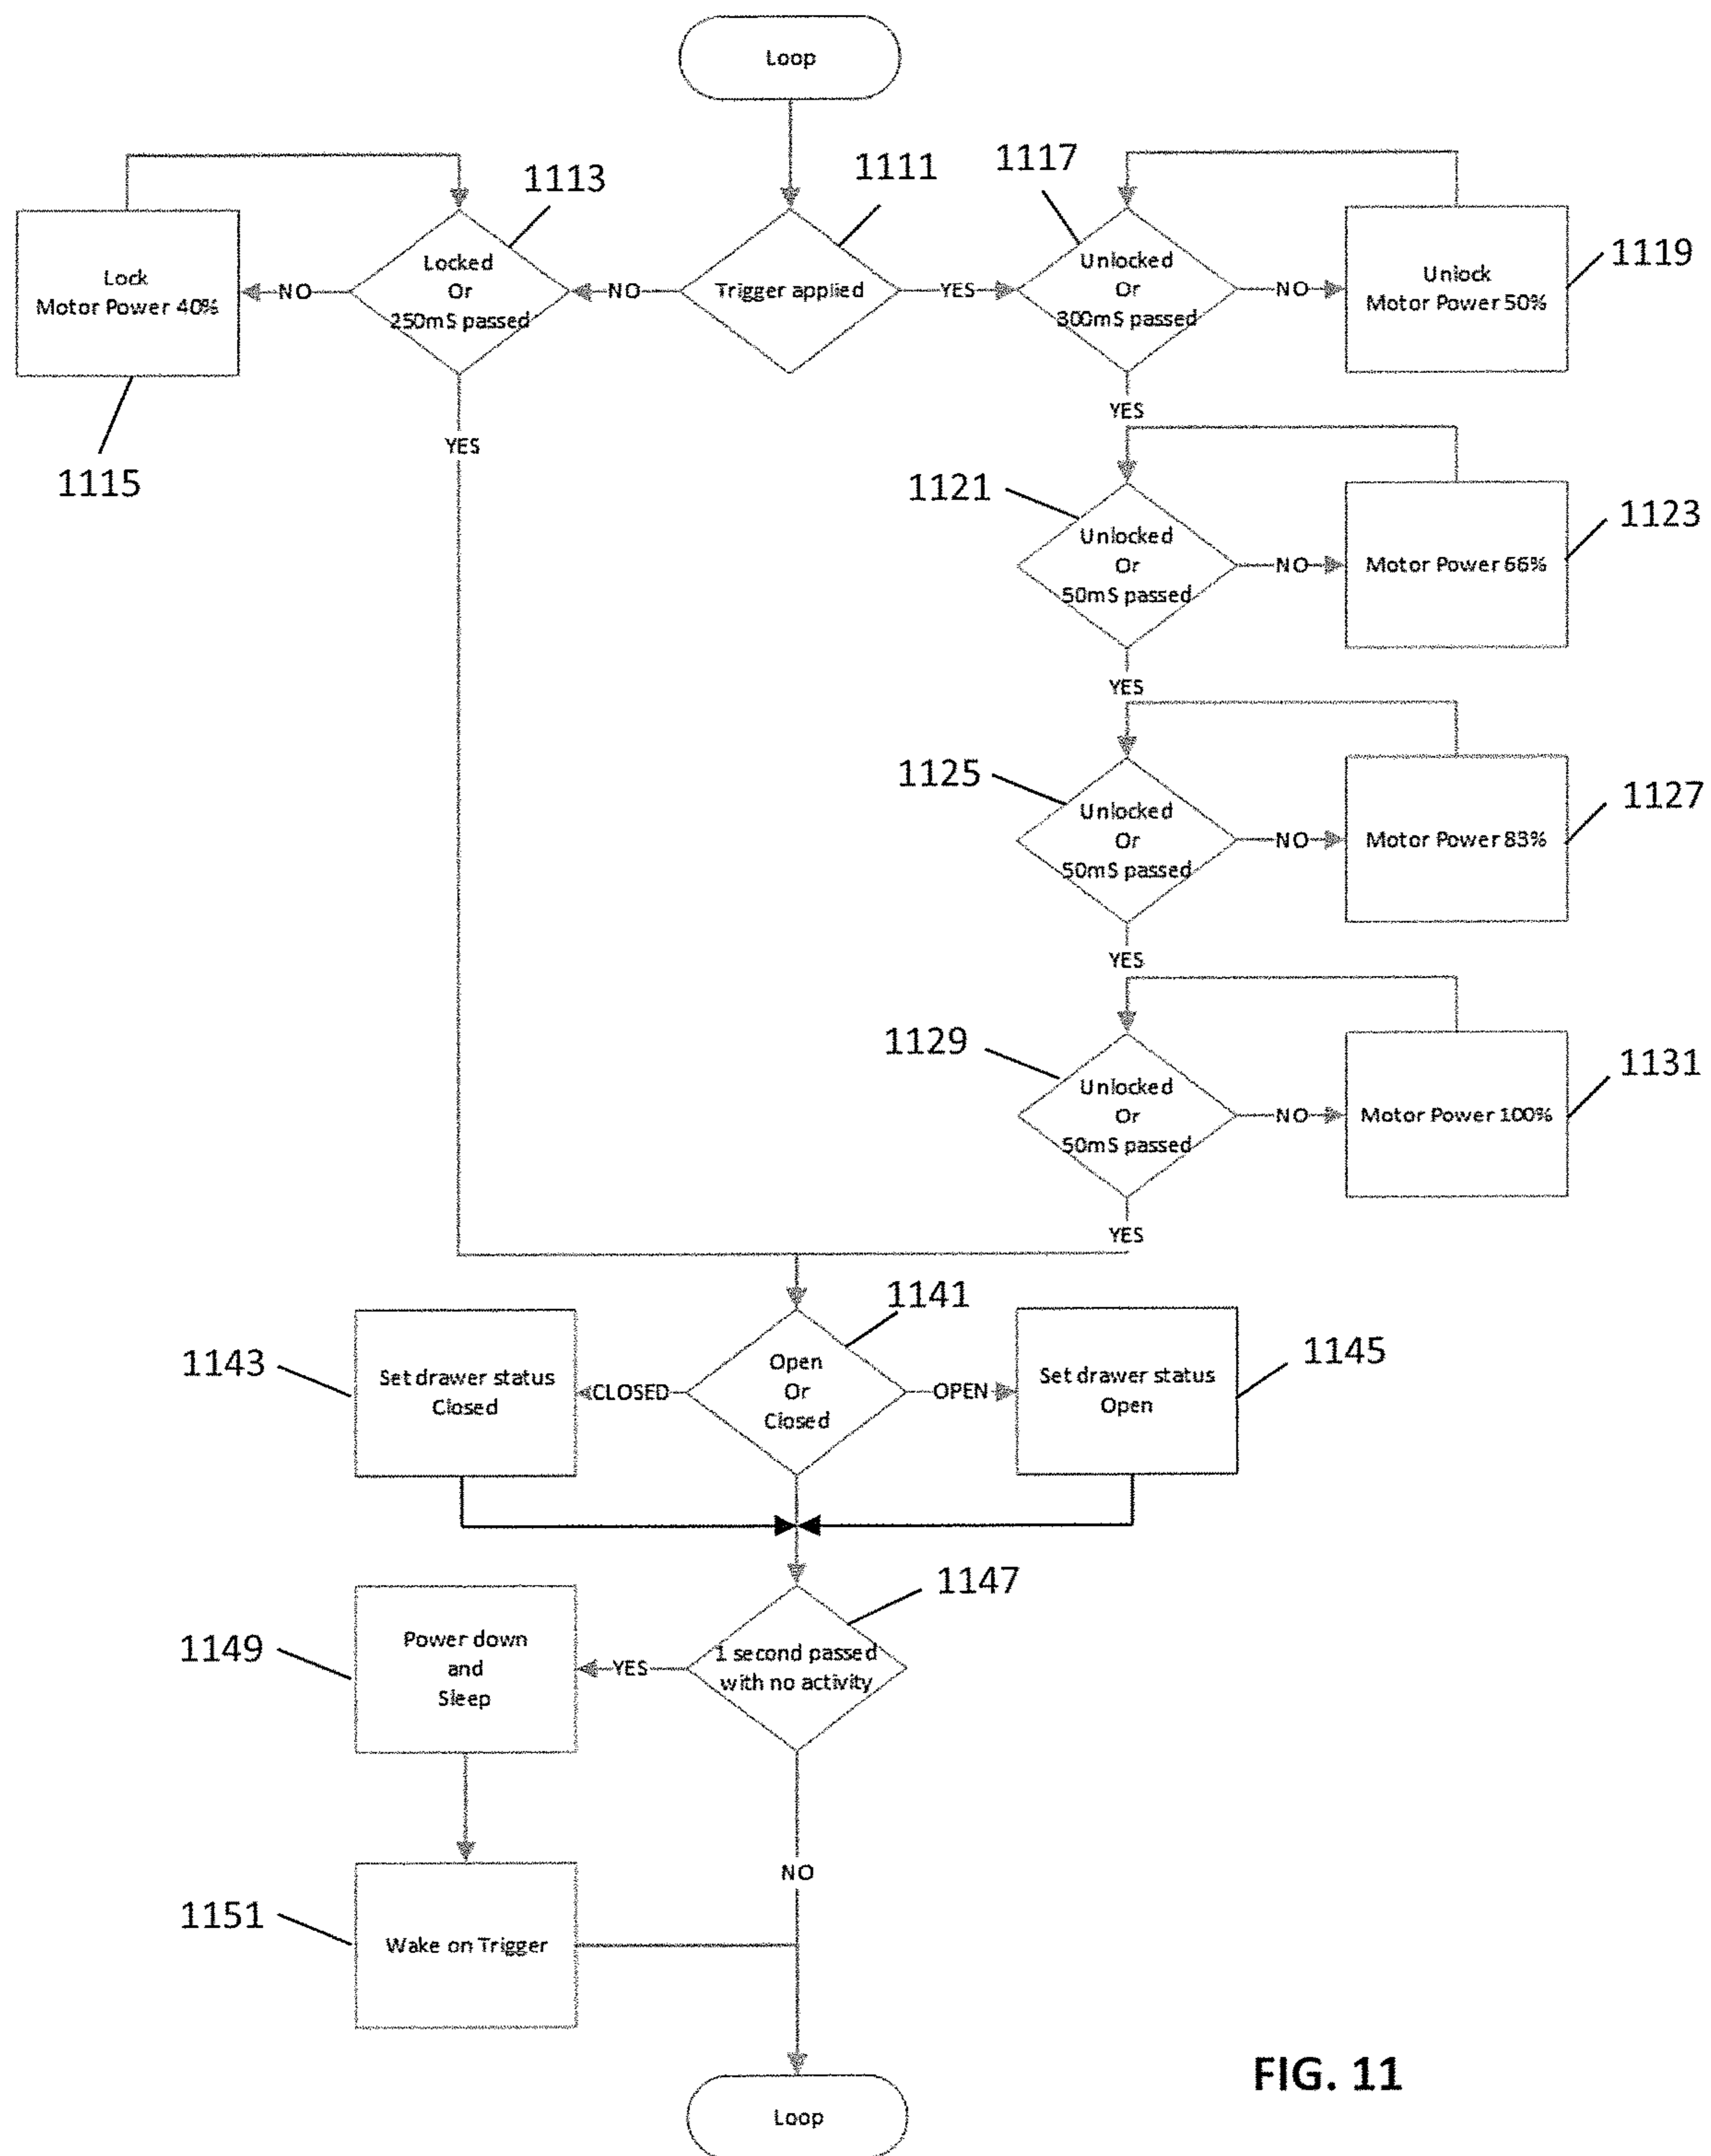 Loop
1113
1111
1117
Lock
Motor Power 40%
NO
Locked
Or
250mS passed
NO
Trigger applied
YES
Unlocked
Or
300mS passed
NO
Unlock
Motor Power 50%
1119
1115
YES
YES
1121
Unlocked
Or
50mS passed
NO
Motor Power 66%
1123
YES
1125
Unlocked
Or
50mS passed
NO
Motor Power 83%
1127
YES
1129
Unlocked
Or
50mS passed
NO
Motor Power 100%
1131
YES
1141
1143
Set drawer status
Closed
CLOSED
Open
Or
Closed
OPEN
Set drawer status
Open
1145
1147
1149
Power down
and
Sleep
YES
1 second passed
with no activity
NO
1151
Wake on Trigger
Loop
FIG. 11